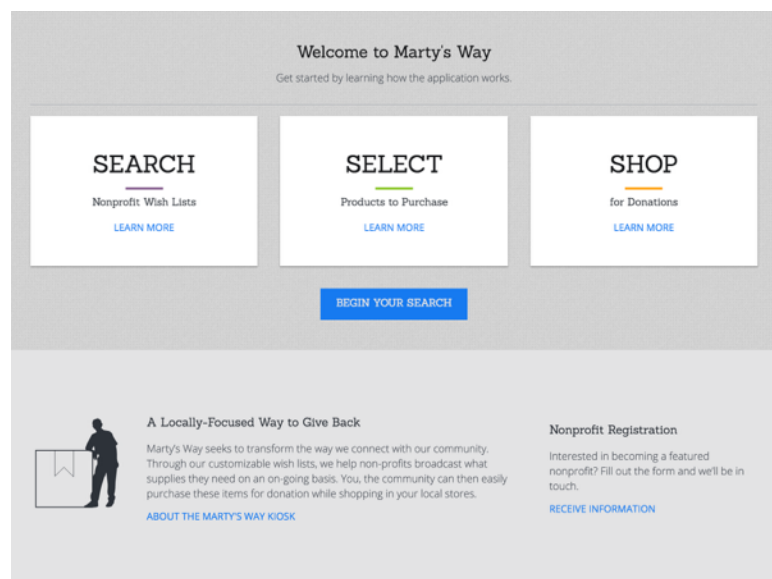 Welcome to Marty's Way
Get started by learning how the application works.
SEARCH
Nonprofit Wish Lists
LEARN MORE
SELECT
Products to Purchase
LEARN MORE
SHOP
for Donations
LEARN MORE
BEGIN YOUR SEARCH
A Locally-Focused Way to Give Back
Marty's Way seeks to transform the way we connect with our community.
Through our customizable wish lists, we help non-profits broadcast what
supplies they need on an on-going basis. You, the community can then easily
purchase these items for donation while shopping in your local stores.
ABOUT THE MARTY'S WAY KIOSK
Nonprofit Registration
Interested in becoming a featured
nonprofit? Fill out the form and we'll be in
touch.
RECEIVE INFORMATION